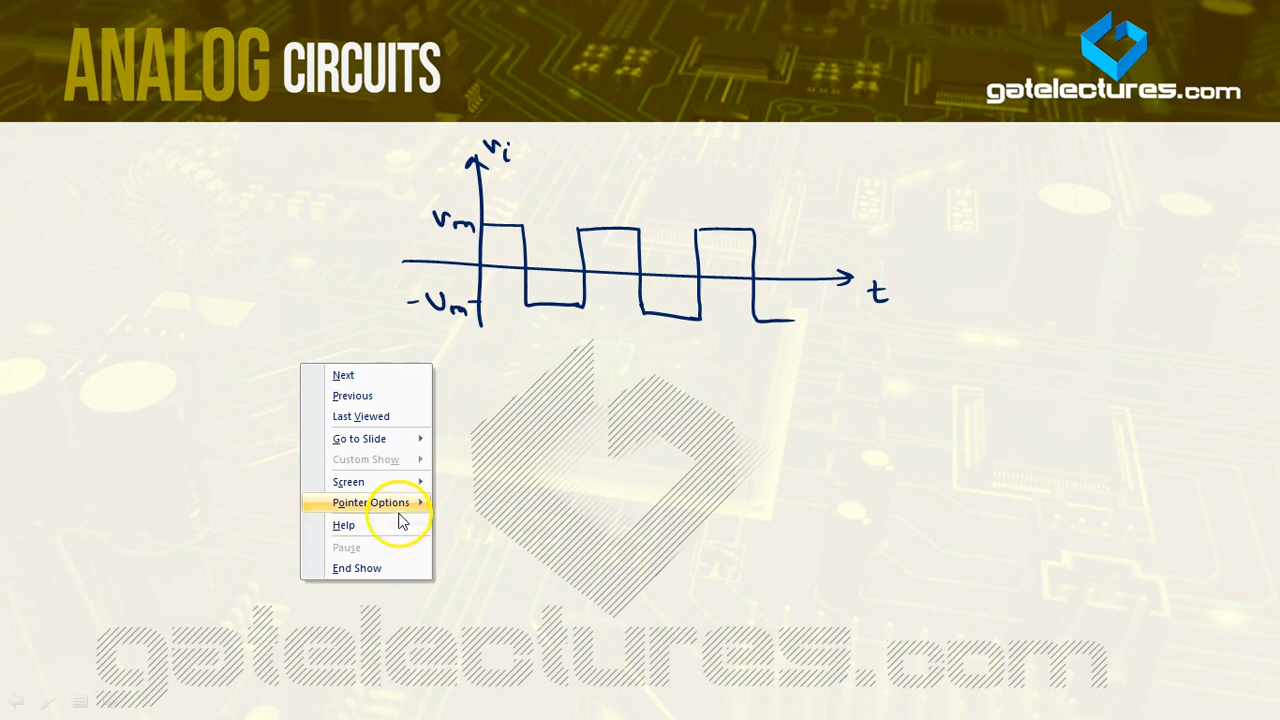 ANALOG CIRCUITS
gatelectures.com
vi
Vm
-Vm
t
Next
Previous
Last Viewed
Go to Slide
Custom Show
Screen
Pointer Options
Help
Pause
End Show
gatelectures.com